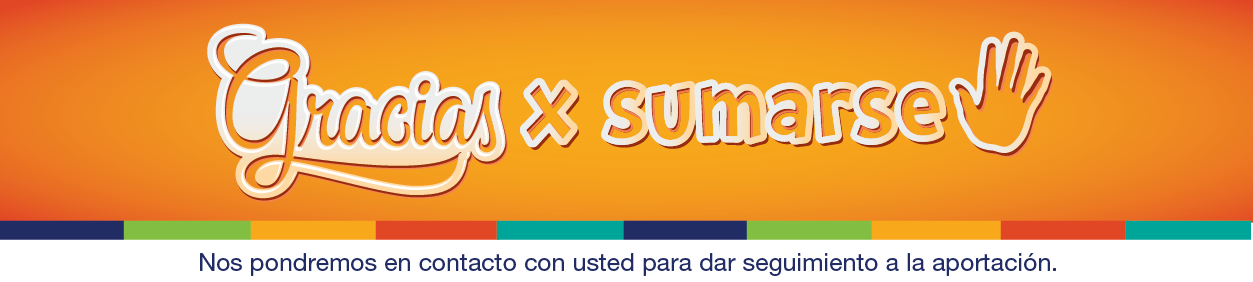 Gracias x sumarse
Nos pondremos en contacto con usted para dar seguimiento a la aportación.